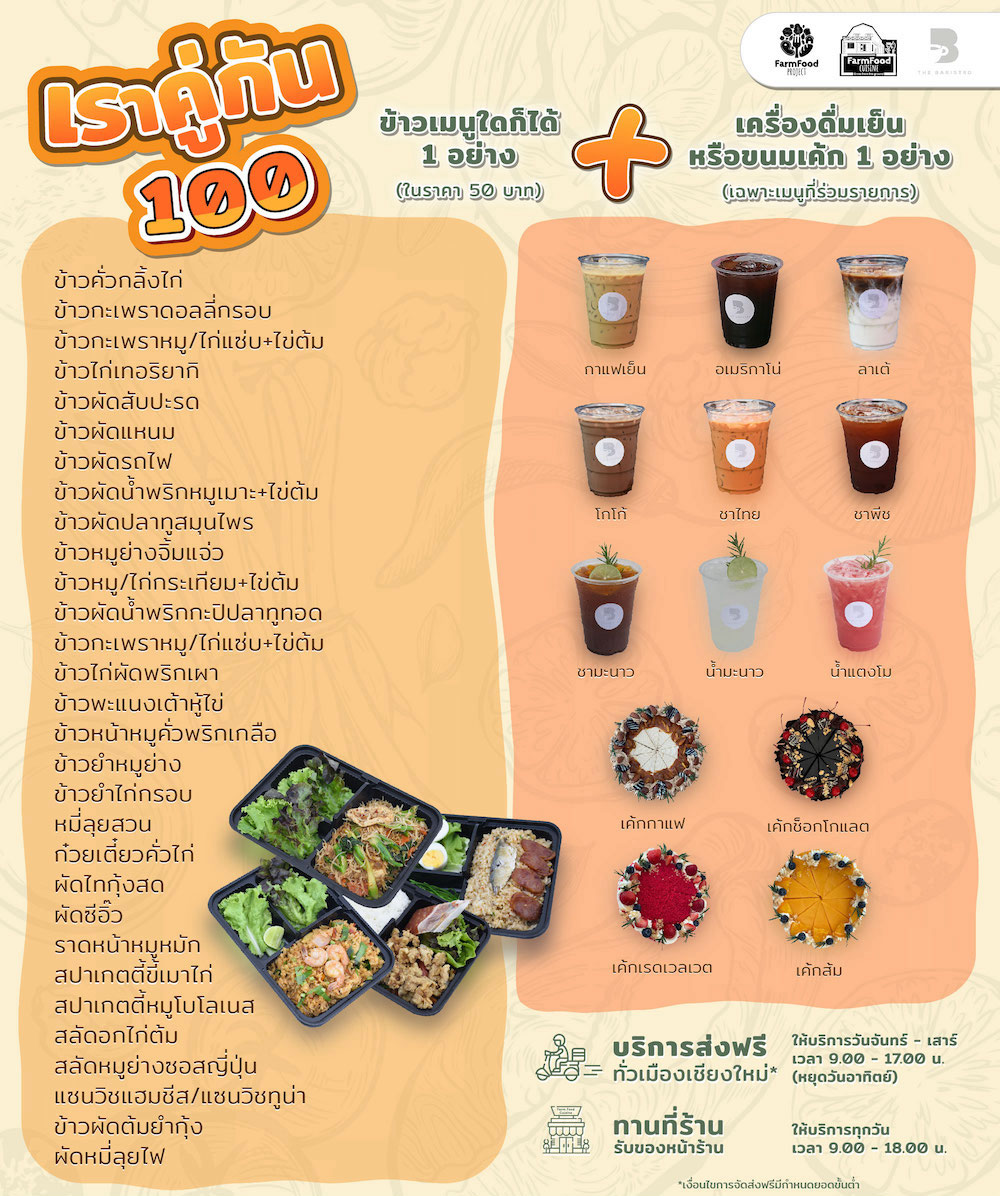 เราคู่กัน
100
FarmFood
PROJECT
FarmFood
CUISINE
THE BARISTRO
ข้าวเมนูใดก็ได้
1 อย่าง
(ในราคา 50 บาท)
+
เครื่องดื่มเย็น
หรือขนมเค้ก 1 อย่าง
(เฉพาะเมนูที่ร่วมรายการ)
ข้าวคั่วกลิ้งไก่
ข้าวกะเพราดอลลี่กรอบ
ข้าวกะเพราหมู/ไก่แซ่บ+ไข่ต้ม
ข้าวไก่เทอริยากิ
ข้าวผัดสับปะรด
ข้าวผัดแหนม
ข้าวผัดรถไฟ
ข้าวผัดน้ำพริกหมูเมาะ+ไข่ต้ม
ข้าวผัดปลาทูสมุนไพร
ข้าวหมูย่างจิ้มแจ่ว
ข้าวหมู/ไก่กระเทียม+ไข่ต้ม
ข้าวผัดน้ำพริกกะปิปลาทูทอด
ข้าวกะเพราหมู/ไก่แซ่บ+ไข่ต้ม
ข้าวไก่ผัดพริกเผา
ข้าวพะแนงเต้าหู้ไข่
ข้าวหน้าหมูคั่วพริกเกลือ
ข้าวยำหมูย่าง
ข้าวยำไก่กรอบ
หมี่ลุยสวน
ก๋วยเตี๋ยวคั่วไก่
ผัดไทกุ้งสด
ผัดซีอิ๊ว
ราดหน้าหมูหมัก
สปาเกตตี้ขี้เมาไก่
สปาเกตตี้หมูโบโลเนส
สลัดอกไก่ต้ม
สลัดหมูย่างซอสญี่ปุ่น
แซนวิชแฮมชีส/แซนวิชทูน่า
ข้าวผัดต้มยำกุ้ง
ผัดหมี่ลุยไฟ
กาแฟเย็น
อเมริกาโน่
ลาเต้
โกโก้
ชาไทย
ชาพีช
ชามะนาว
น้ำมะนาว
น้ำแตงโม
เค้กกาแฟ
เค้กช็อกโกแลต
เค้กเรดเวลเวต
เค้กส้ม
บริการส่งฟรี
ทั่วเมืองเชียงใหม่*
ให้บริการวันจันทร์ - เสาร์
เวลา 9.00 - 17.00 น.
(หยุดวันอาทิตย์)
Farm Food
Cuisine
ทานที่ร้าน
รับของหน้าร้าน
ให้บริการทุกวัน
เวลา 9.00 - 18.00 น.
*เงื่อนไขการจัดส่งฟรีมีกำหนดยอดขั้นต่ำ